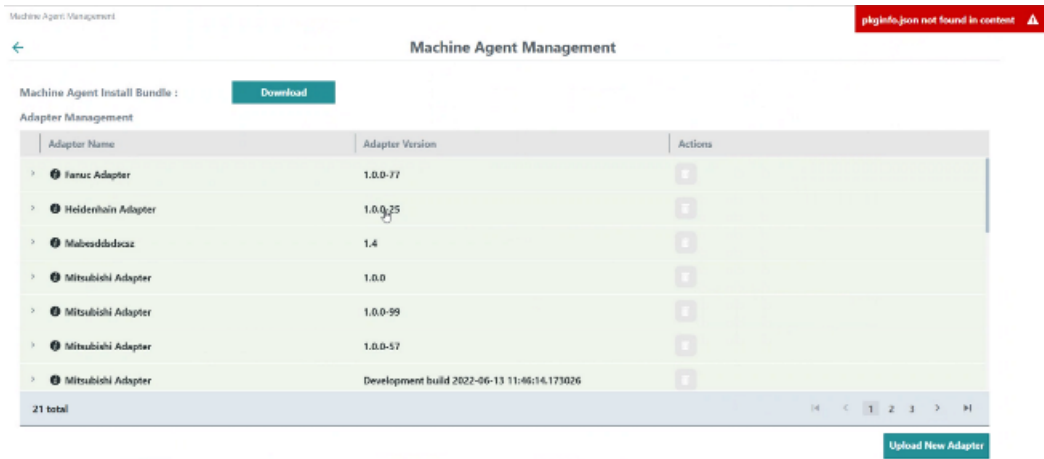 Machine Agent Management
pkginfo.json not found in content
Machine Agent Management
Machine Agent Install Bundle :
Download
Adapter Management
Adapter Name Adapter Version Actions
Fanuc Adapter 1.0.0-77
Heidenhain Adapter 1.0.0-25
Mabesddsdscsz 1.4
Mitsubishi Adapter 1.0.0
Mitsubishi Adapter 1.0.0-99
Mitsubishi Adapter 1.0.0-57
Mitsubishi Adapter Development build 2022-06-13 11:46:14.173026
21 total 1 2 3
Upload New Adapter